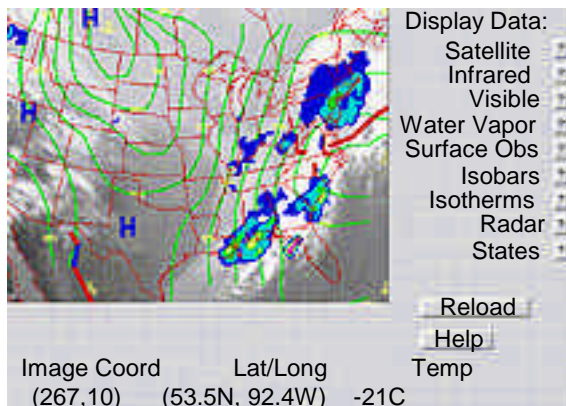 Display Data:
Satellite
Infrared
Visible
Water Vapor
Surface Obs
Isobars
Isotherms
Radar
States
H
H
H
Reload
Help
Image Coord Lat/Long Temp
(267,10) (53.5N, 92.4W) -21C